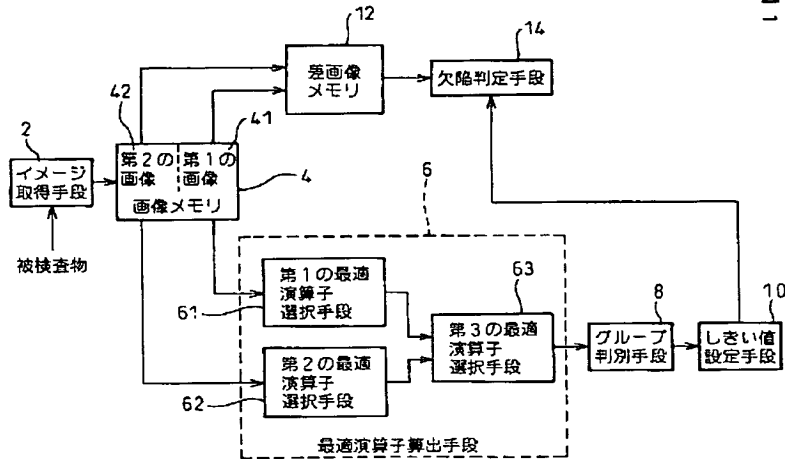 図1
12
差画像
メモリ
14
欠陥判定手段
42
41
2
イメージ
取得手段
第2の
画像
第1の
画像
画像メモリ
4
被検査物
6
第1の最適
演算子
選択手段
61
第2の最適
演算子
選択手段
62
63
第3の最適
演算子
選択手段
8
グループ
判別手段
10
しきい値
設定手段
最適演算子算出手段